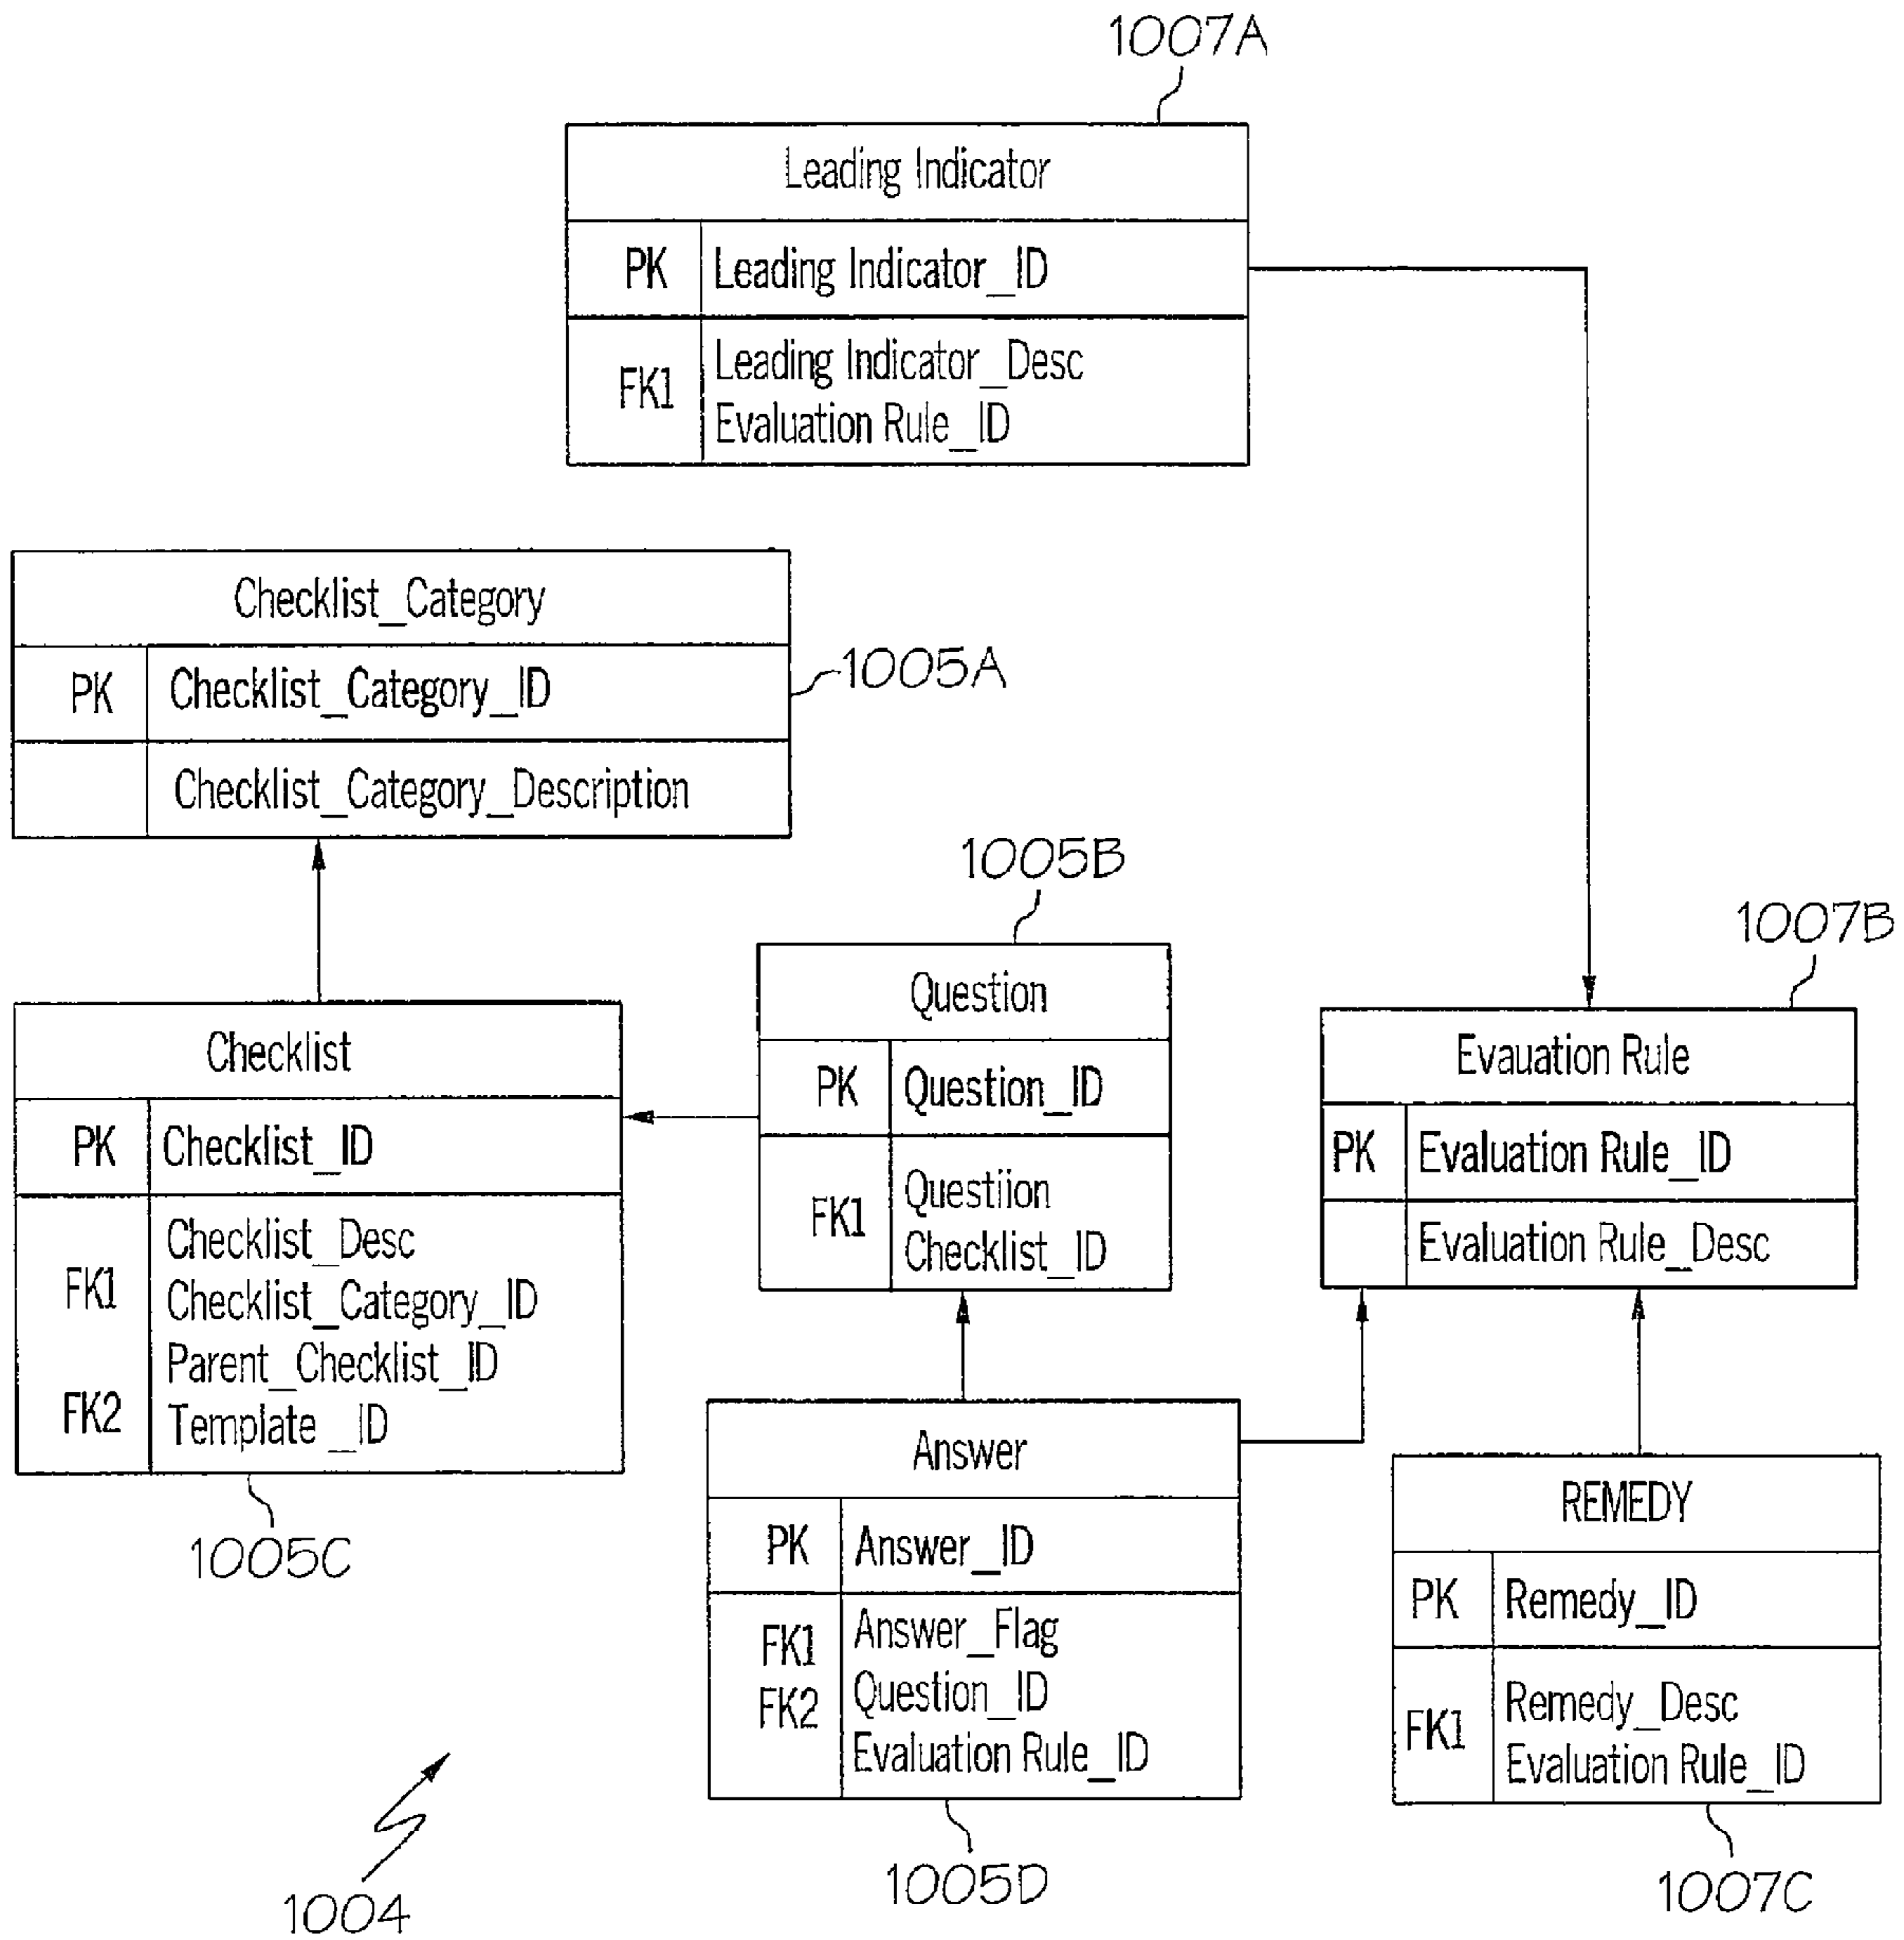 1007A
Leading Indicator
PK Leading Indicator_ID
Leading Indicator_Desc
FK1
Evaluation Rule_ID
Checklist_Category
PK Checklist_Category_ID
Checklist_Category_Description
1005A
1005B
Question
PK Question_ID
Questiion
FK1
Checklist_ID
1007B
Evauation Rule
PK Evaluation Rule_ID
Evaluation Rule_Desc
Checklist
PK Checklist_ID
Checklist_Desc
FK1 Checklist_Category_ID
Parent_Checklist_ID
FK2 Template _ID
1005C
Answer
PK Answer_ID
FK1 Answer_Flag
FK2 Question_ID
Evaluation Rule_ID
1005D
REMEDY
PK Remedy_ID
Remedy_Desc
FK1
Evaluation Rule_ID
1007C
1004